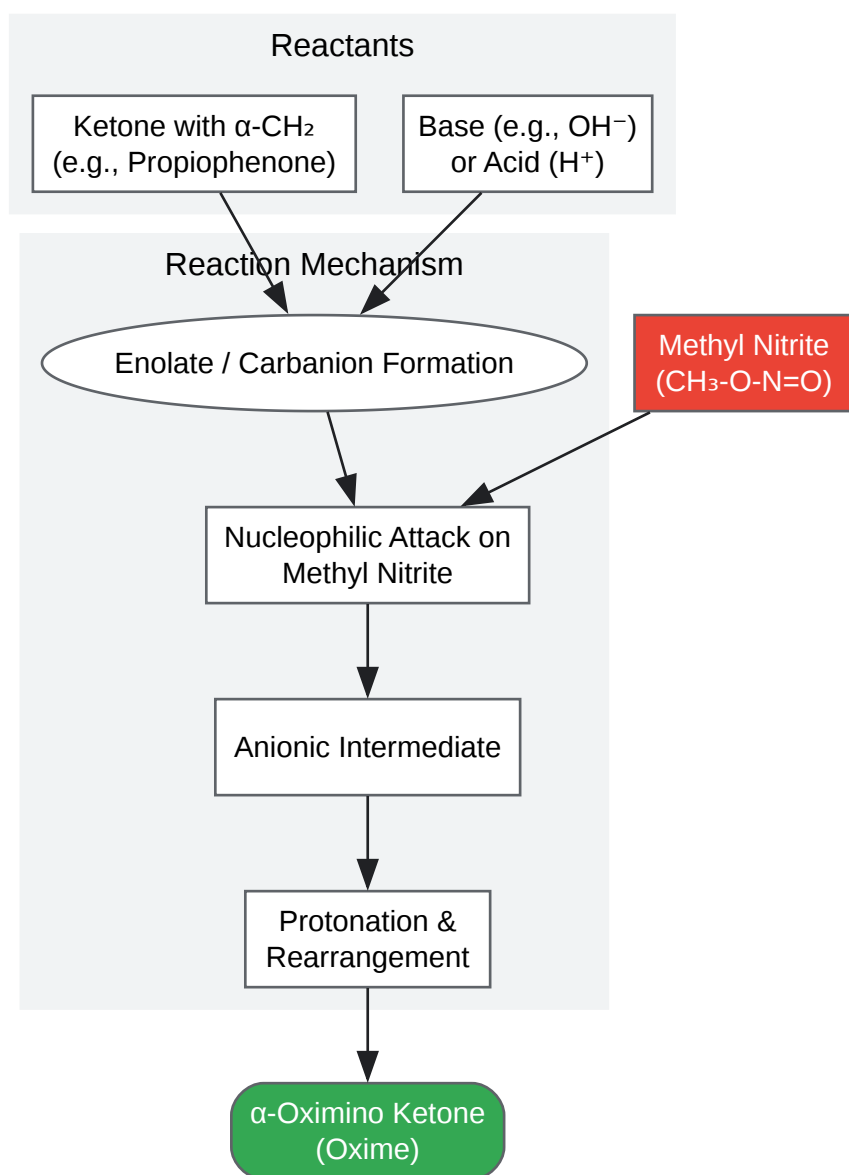 Reactants
Ketone with α-CH₂
(e.g., Propiophenone)
Base (e.g., OH⁻)
or Acid (H⁺)
Reaction Mechanism
Enolate / Carbanion Formation
Methyl Nitrite
(CH₃-O-N=O)
Nucleophilic Attack on
Methyl Nitrite
Anionic Intermediate
Protonation &
Rearrangement
α-Oximino Ketone
(Oxime)